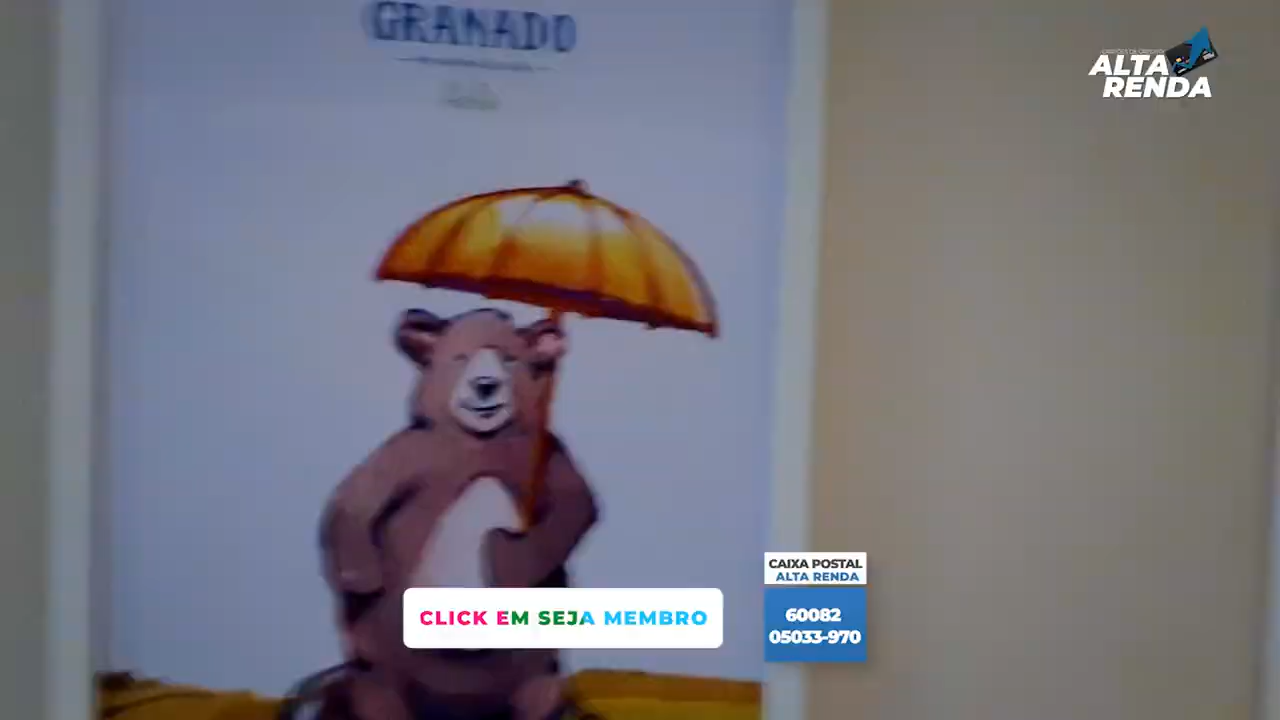 GRANADO
ALTA
RENDA
CLICK EM SEJA MEMBRO
CAIXA POSTAL
ALTA RENDA
60082
05033-970